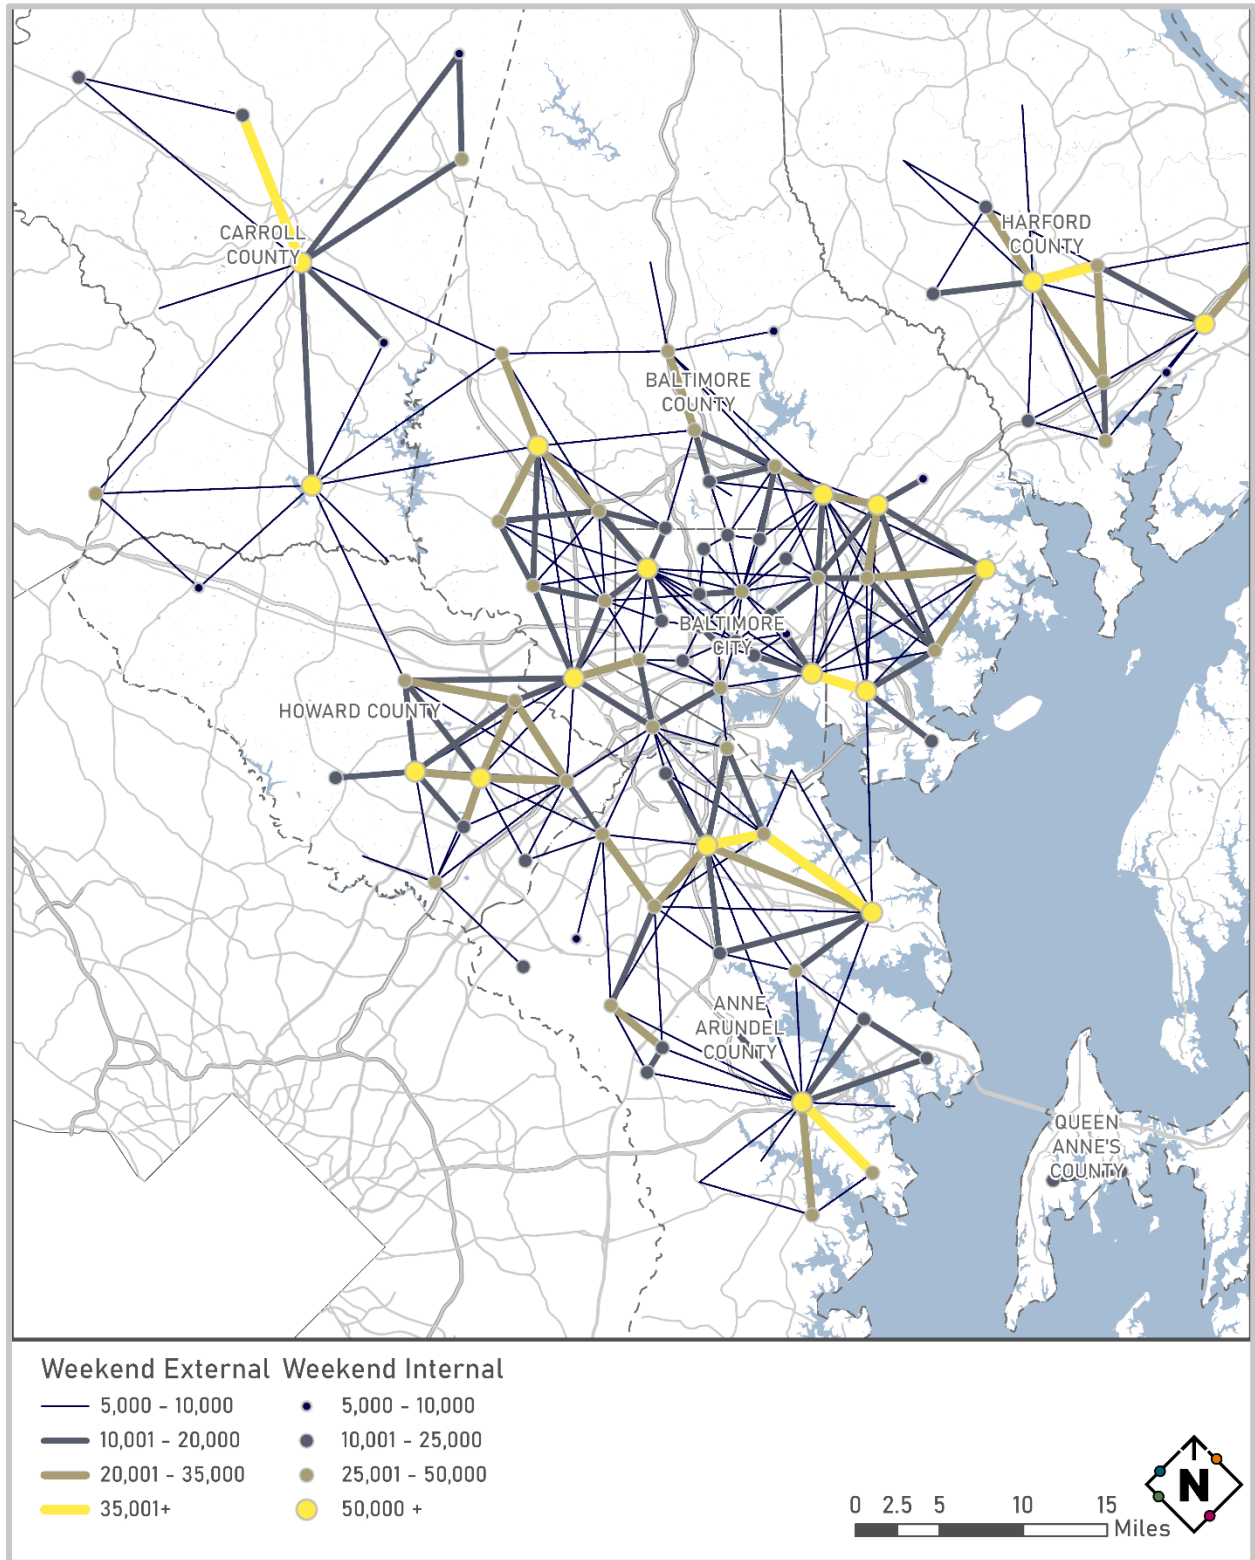 CARROLL
COUNTY
HARFORD
COUNTY
BALTIMORE
COUNTY
BALTIMORE
CITY
HOWARD COUNTY
ANNE
ARUNDEL
COUNTY
QUEEN
ANNE'S
COUNTY
Weekend External Weekend Internal
5,000 - 10,000 5,000 - 10,000
10,001 - 20,000 10,001 - 25,000
20,001 - 35,000 25,001 - 50,000
35,001+ 50,000 +
0 2.5 5 10 15
Miles
N